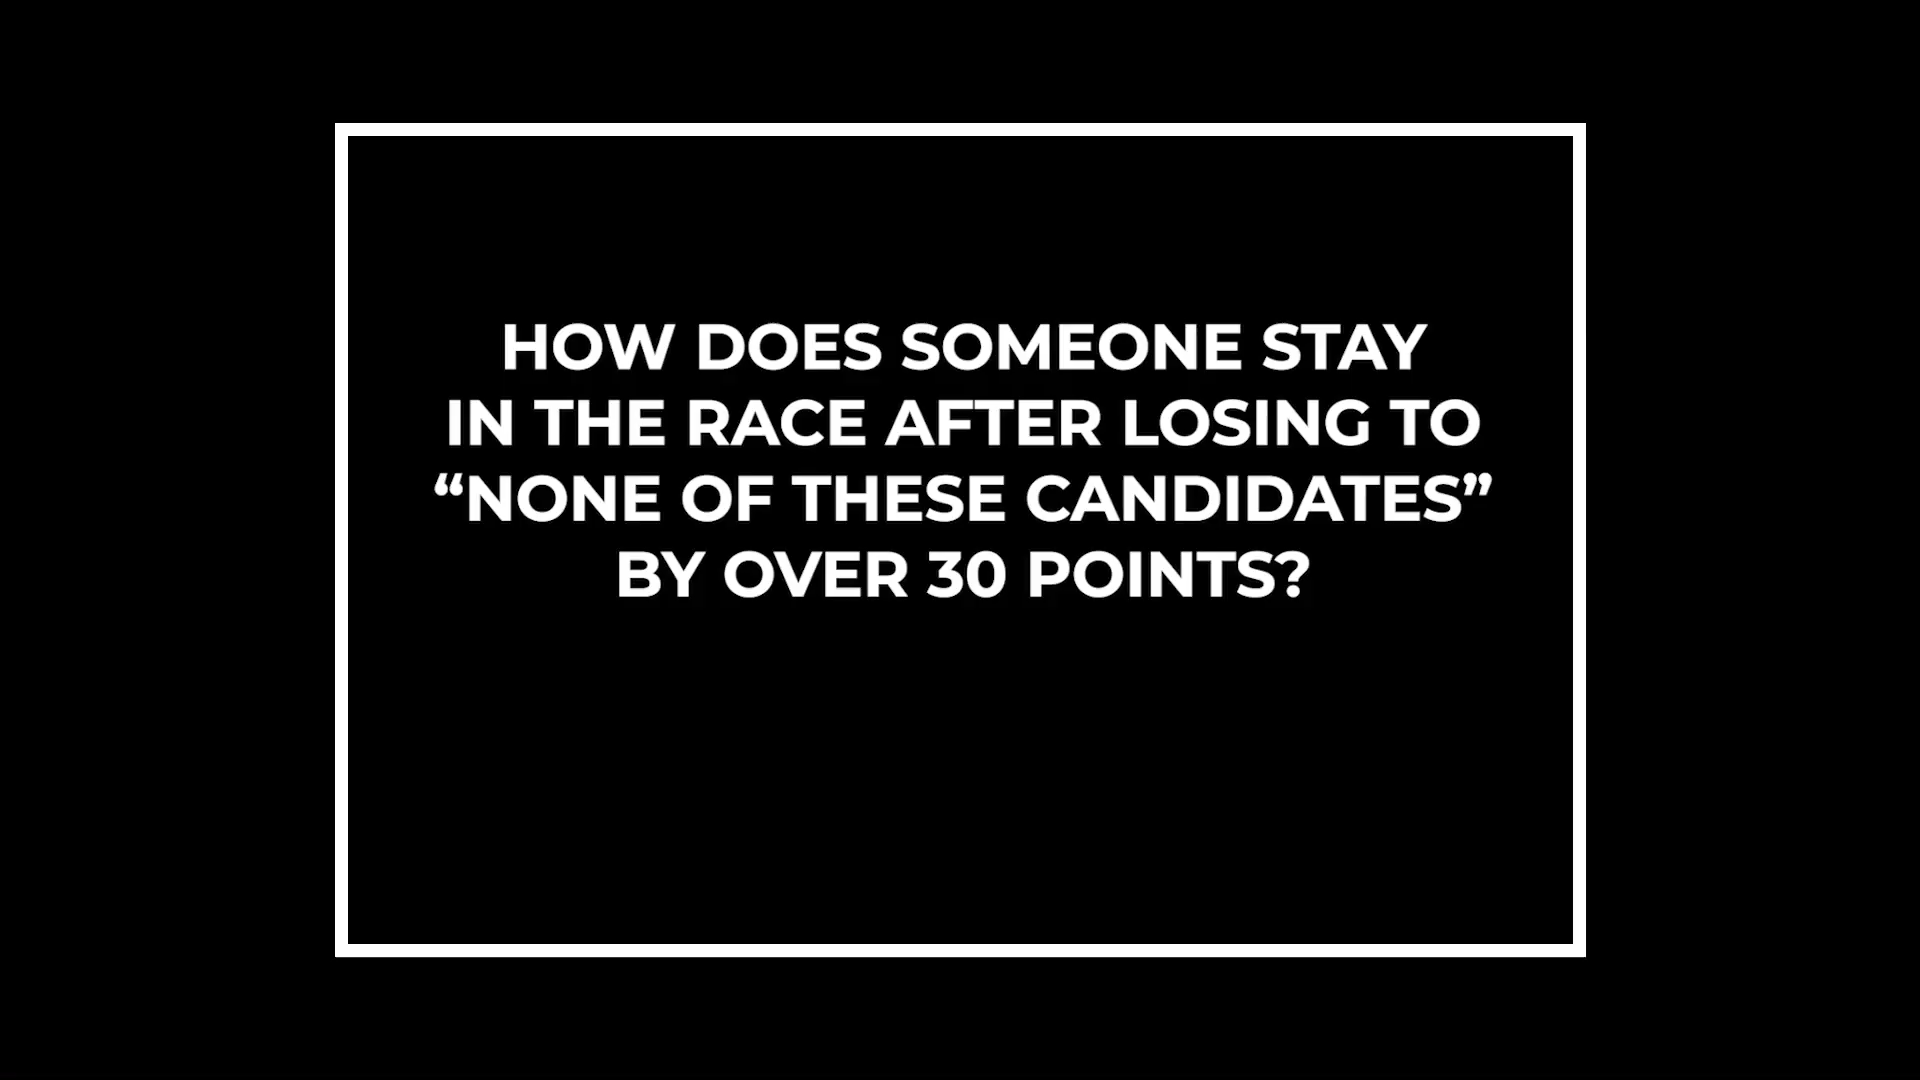 HOW DOES SOMEONE STAY
IN THE RACE AFTER LOSING TO
“NONE OF THESE CANDIDATES”
BY OVER 30 POINTS?